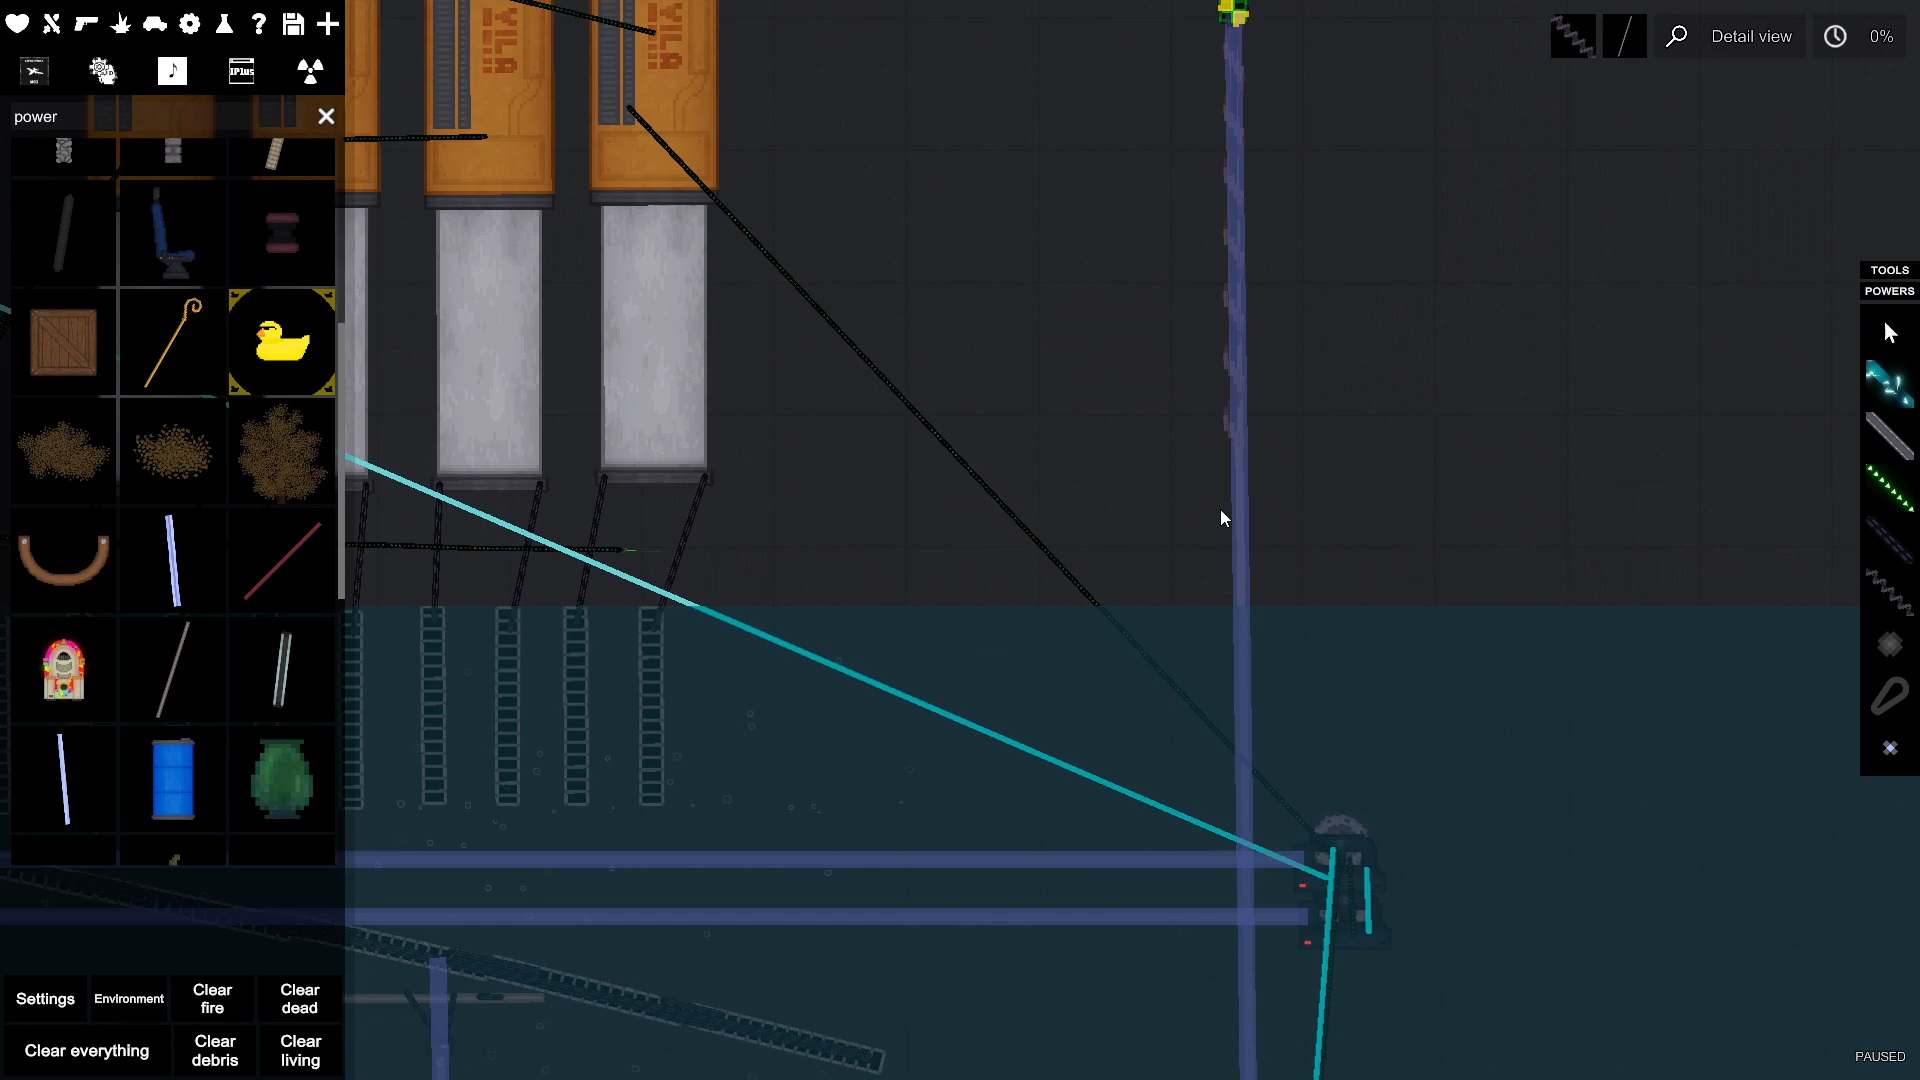 Detail view
0%
IPlus
power
TOOLS
POWERS
Settings
Environment
Clear fire
Clear dead
Clear everything
Clear debris
Clear living
PAUSED